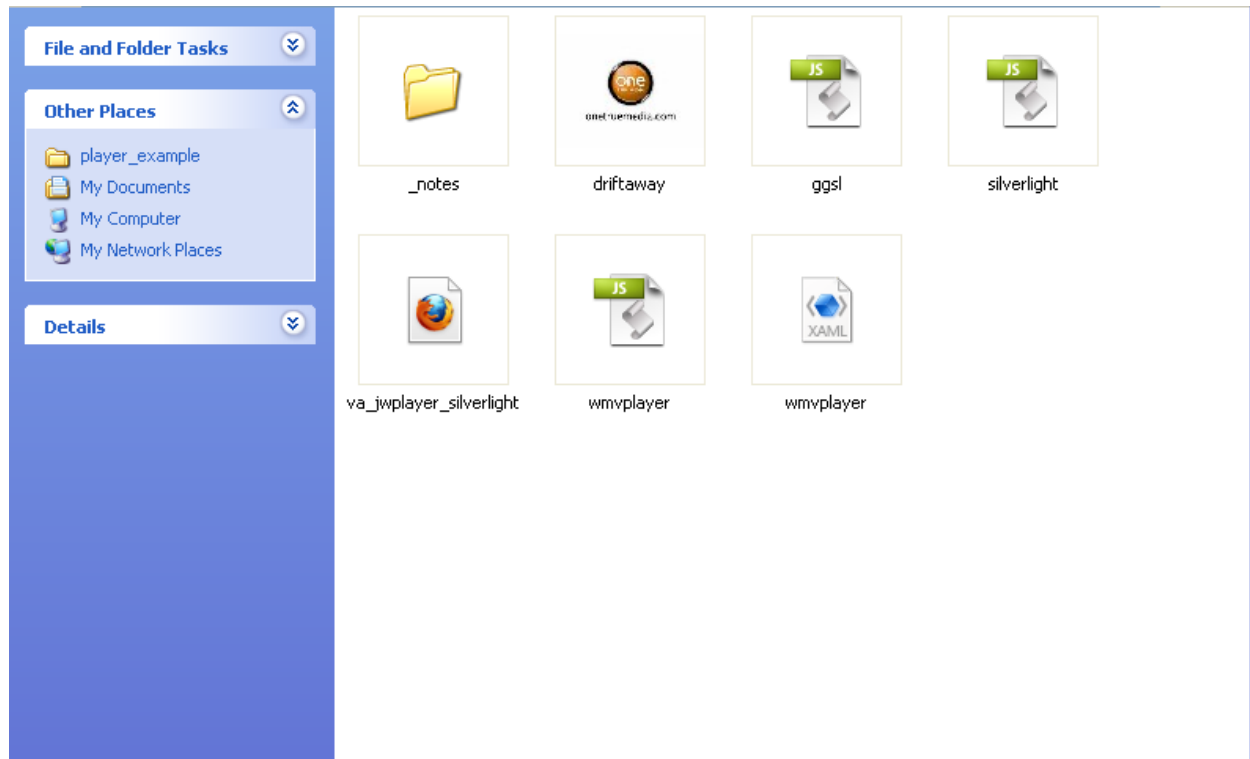 File and Folder Tasks
Other Places
player_example
My Documents
My Computer
My Network Places
Details
one
onetruemedia.com
JS
JS
_notes
driftaway
ggsl
silverlight
JS
XAML
va_jwplayer_silverlight
wmvplayer
wmvplayer